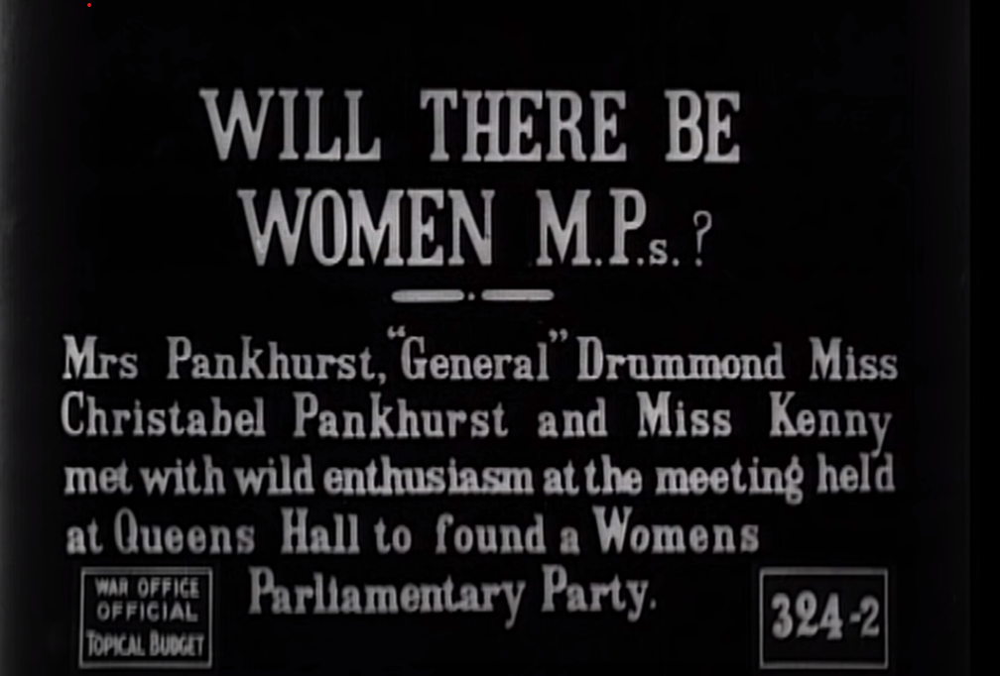 WILL THERE BE
WOMEN M.P.s.?
Mrs Pankhurst, "General" Drummond Miss
Christabel Pankhurst and Miss Kenny
met with wild enthusiasm at the meeting held
at Queens Hall to found a Womens
Parliamentary Party.
WAR OFFICE
OFFICIAL
TOPICAL BUDGET
324-2